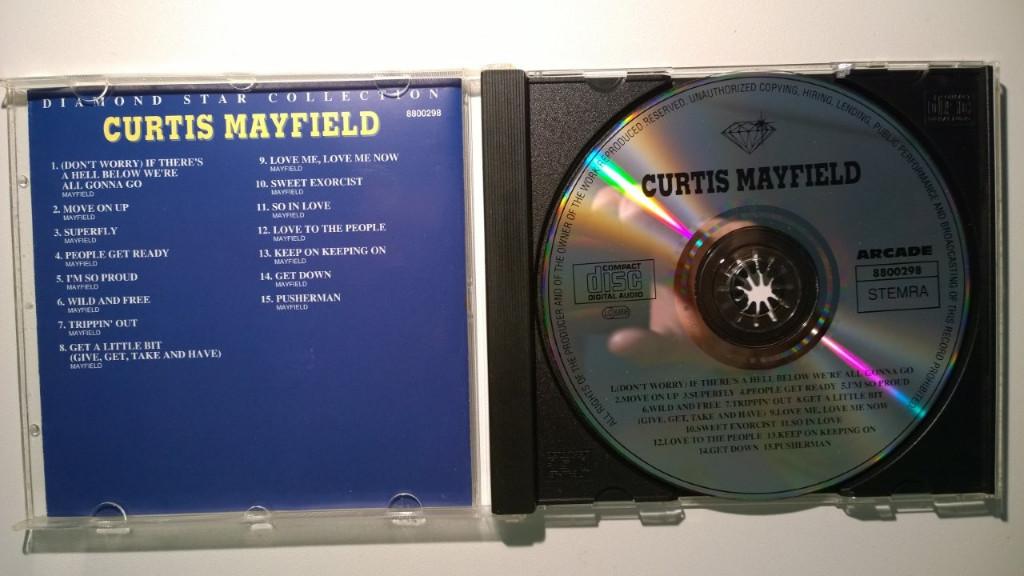 DIAMOND STAR COLLECTION
CURTIS MAYFIELD
8800298
1. (DON'T WORRY) IF THERE'S
A HELL BELOW WE'RE
ALL GONNA GO
MAYFIELD
2. MOVE ON UP
MAYFIELD
3. SUPERFLY
MAYFIELD
4. PEOPLE GET READY
MAYFIELD
5. I'M SO PROUD
MAYFIELD
6. WILD AND FREE
MAYFIELD
7. TRIPPIN' OUT
MAYFIELD
8. GET A LITTLE BIT
(GIVE, GET, TAKE AND HAVE)
MAYFIELD
9. LOVE ME, LOVE ME NOW
MAYFIELD
10. SWEET EXORCIST
MAYFIELD
11. SO IN LOVE
MAYFIELD
12. LOVE TO THE PEOPLE
MAYFIELD
13. KEEP ON KEEPING ON
MAYFIELD
14. GET DOWN
MAYFIELD
15. PUSHERMAN
MAYFIELD
ALL RIGHTS OF THE PRODUCER AND OF THE OWNER OF THE WORK REPRODUCED RESERVED. UNAUTHORIZED COPYING, HIRING, LENDING, PUBLIC PERFORMANCE AND BROADCASTING OF THIS RECORD PROHIBITED
CURTIS MAYFIELD
COMPACT
disc
DIGITAL AUDIO
ARCADE
8800298
STEMRA
1.(DON'T WORRY) IF THERE'S A HELL BELOW WE'RE ALL GONNA GO
2.MOVE ON UP 3.SUPERFLY 4.PEOPLE GET READY 5.I'M SO PROUD
6.WILD AND FREE 7.TRIPPIN' OUT 8.GET A LITTLE BIT
(GIVE, GET, TAKE AND HAVE) 9.LOVE ME, LOVE ME NOW
10.SWEET EXORCIST 11.SO IN LOVE
12.LOVE TO THE PEOPLE 13.KEEP ON KEEPING ON
14.GET DOWN 15.PUSHERMAN